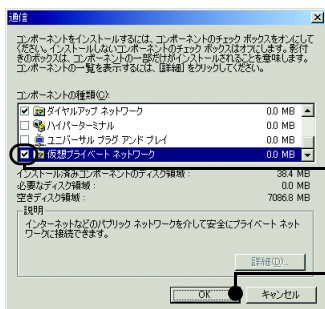 通信
コンポーネントをインストールするには、コンポーネントのチェック ボックスをオンにして
ください。インストールしないコンポーネントのチェック ボックスはオフにします。影付
きのボックスは、コンポーネントの一部だけがインストールされることを意味します。
コンポーネントの一覧を表示するには、[詳細] をクリックしてください。
コンポーネントの種類(C):
ダイヤルアップ ネットワーク 0.0 MB
ハイパーターミナル 0.0 MB
ユニバーサル プラグ アンド プレイ 0.0 MB
仮想プライベート ネットワーク 0.0 MB
インストール済みコンポーネントのディスク領域: 38.4 MB
必要なディスク領域: 0.0 MB
空きディスク領域: 7086.8 MB
説明
インターネットなどのパブリック ネットワークを介して安全にプライベート ネット
ワークに接続できます。
詳細(D)...
OK キャンセル